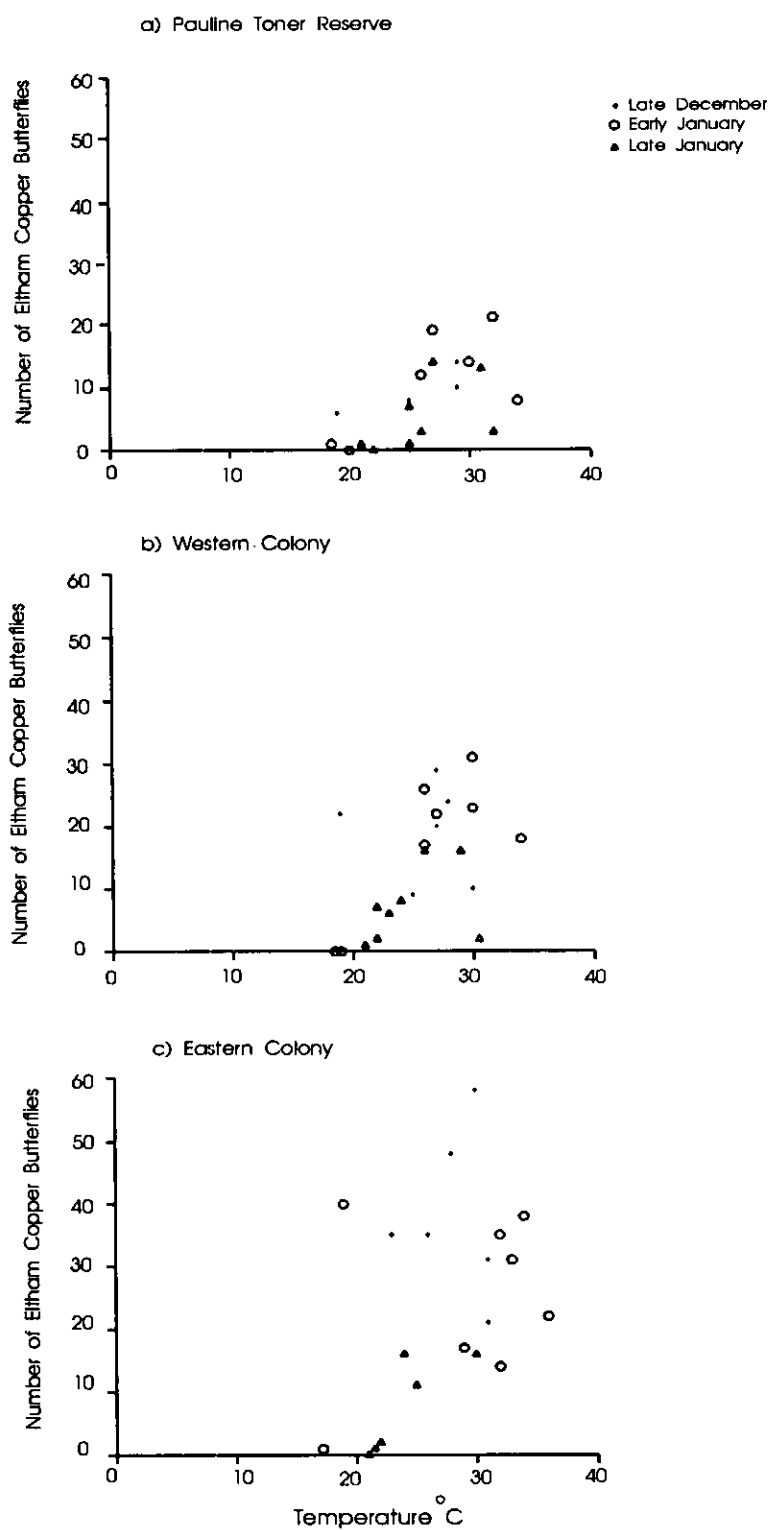 a) Pauline Toner Reserve
Number of Eltham Copper Butterflies
60
50
40
30
20
10
0
0 10 20 30 40
Late December
Early January
Late January
b) Western Colony
Number of Eltham Copper Butterflies
60
50
40
30
20
10
0
0 10 20 30 40
c) Eastern Colony
Number of Eltham Copper Butterflies
60
50
40
30
20
10
0
0 10 20 30 40
Temperature °C